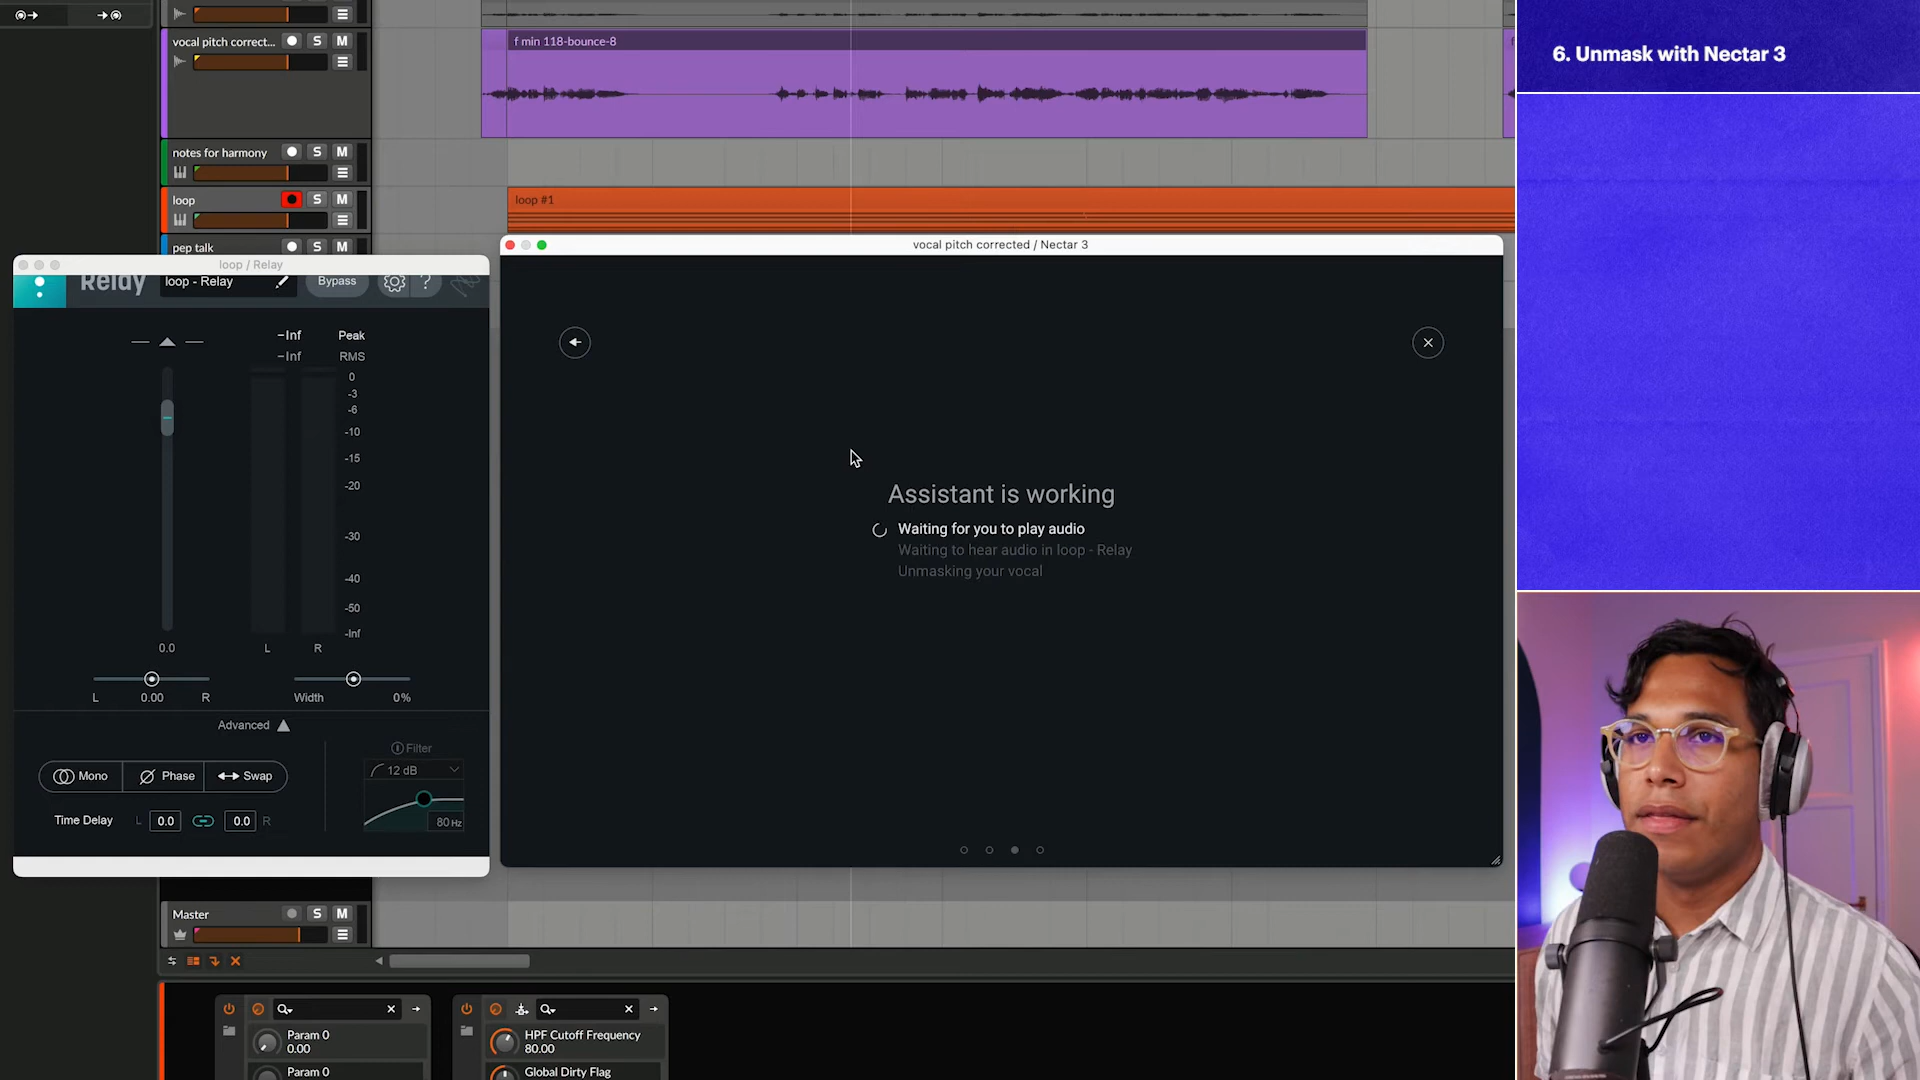 6. Unmask with Nectar 3
vocal pitch correct...
S
M
f min 118-bounce-8
notes for harmony
S
M
loop
S
M
loop #1
pep talk
S
M
loop / Relay
Relay
loop - Relay
Bypass
?
-Inf
Peak
-Inf
RMS
0
-3
-6
-10
-15
-20
-30
-40
-50
-Inf
0.0
L
R
L
0.00
R
Width
0%
Advanced
Filter
12 dB
80 Hz
Mono
Phase
Swap
Time Delay
L
0.0
0.0
R
vocal pitch corrected / Nectar 3
Assistant is working
Waiting for you to play audio
Waiting to hear audio in loop - Relay
Unmasking your vocal
Master
S
M
Param 0
0.00
Param 0
HPF Cutoff Frequency
80.00
Global Dirty Flag